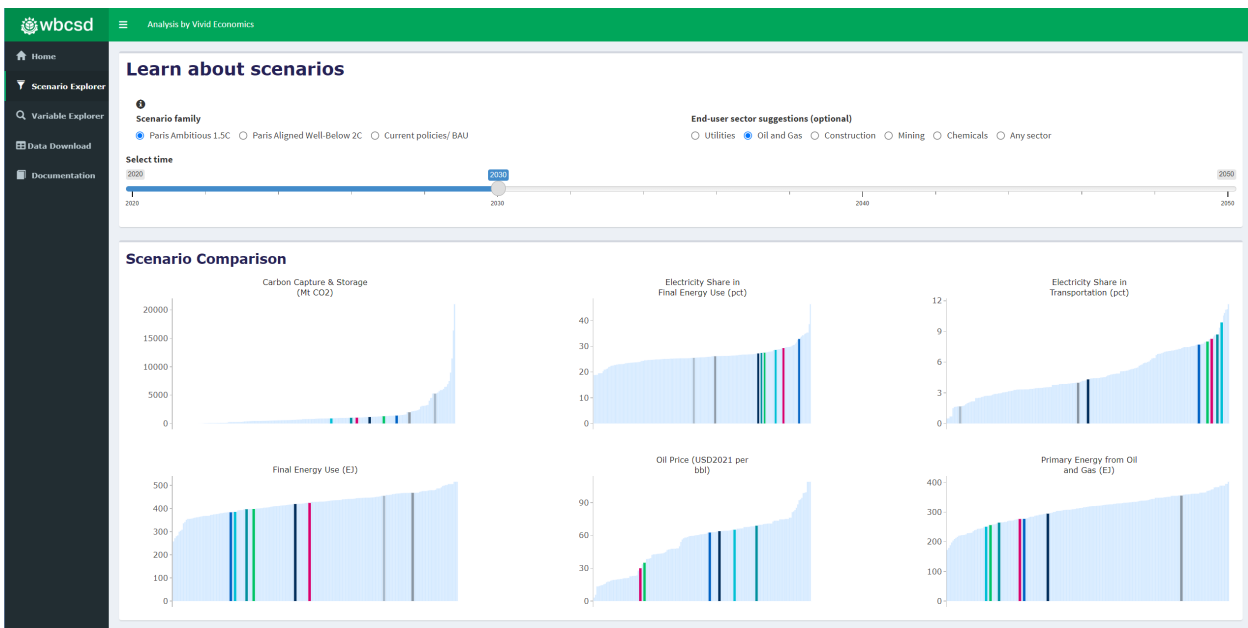 wbcsd
Analysis by Vivid Economics
Home
Scenario Explorer
Variable Explorer
Data Download
Documentation
Learn about scenarios
Scenario family
Paris Ambitious 1.5C Paris Aligned Well-Below 2C Current policies/ BAU
End-user sector suggestions (optional)
Utilities Oil and Gas Construction Mining Chemicals Any sector
Select time
2020 2030 2050
2020 2030 2040 2050
Scenario Comparison
Carbon Capture & Storage
(Mt CO2)
20000
15000
10000
5000
0
Electricity Share in
Final Energy Use (pct)
40
30
20
10
0
Electricity Share in
Transportation (pct)
12
9
6
3
0
Final Energy Use (EJ)
500
400
300
200
100
0
Oil Price (USD2021 per
bbl)
90
60
30
0
Primary Energy from Oil
and Gas (EJ)
400
300
200
100
0